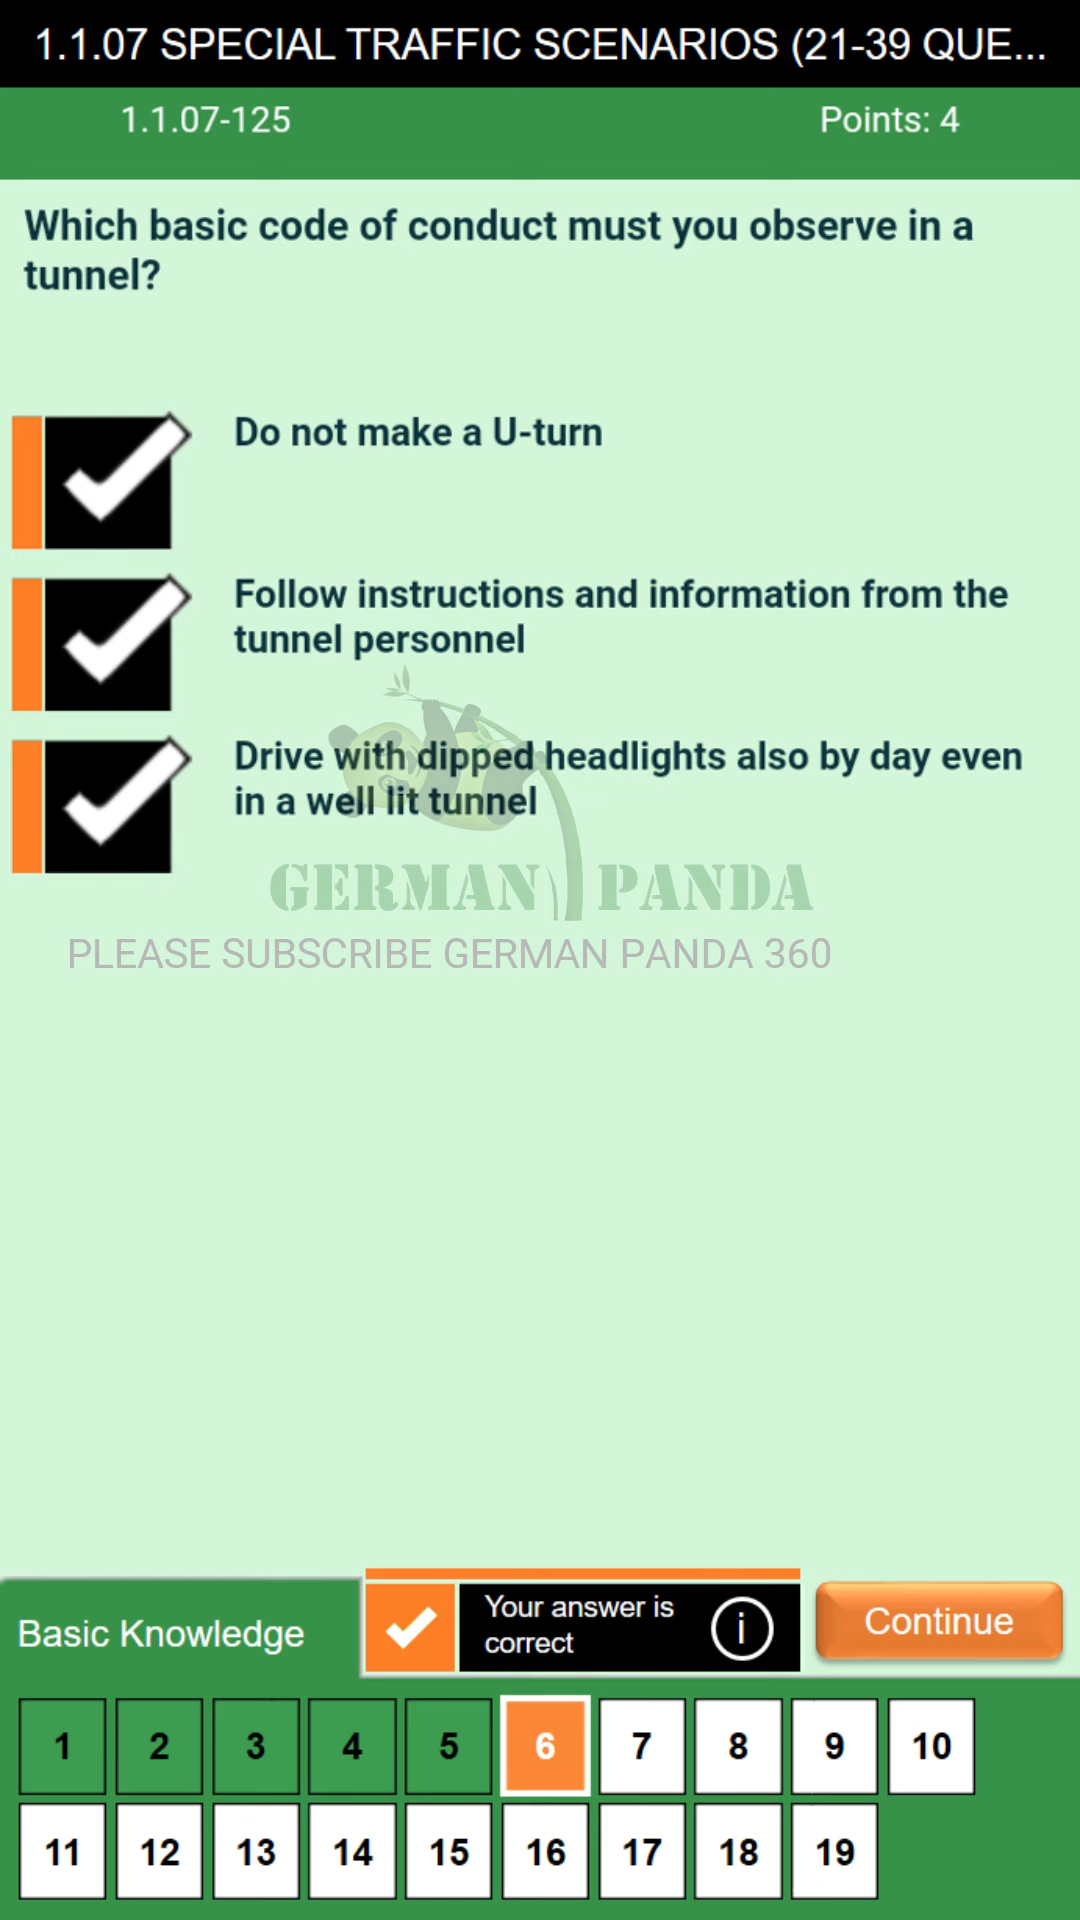 1.1.07 SPECIAL TRAFFIC SCENARIOS (21-39 QUE...
1.1.07-125
Points: 4
Which basic code of conduct must you observe in a
tunnel?
Do not make a U-turn
Follow instructions and information from the
tunnel personnel
Drive with dipped headlights also by day even
in a well lit tunnel
GERMAN PANDA
PLEASE SUBSCRIBE GERMAN PANDA 360
Basic Knowledge
Your answer is
correct
i
Continue
1 2 3 4 5 6 7 8 9 10
11 12 13 14 15 16 17 18 19